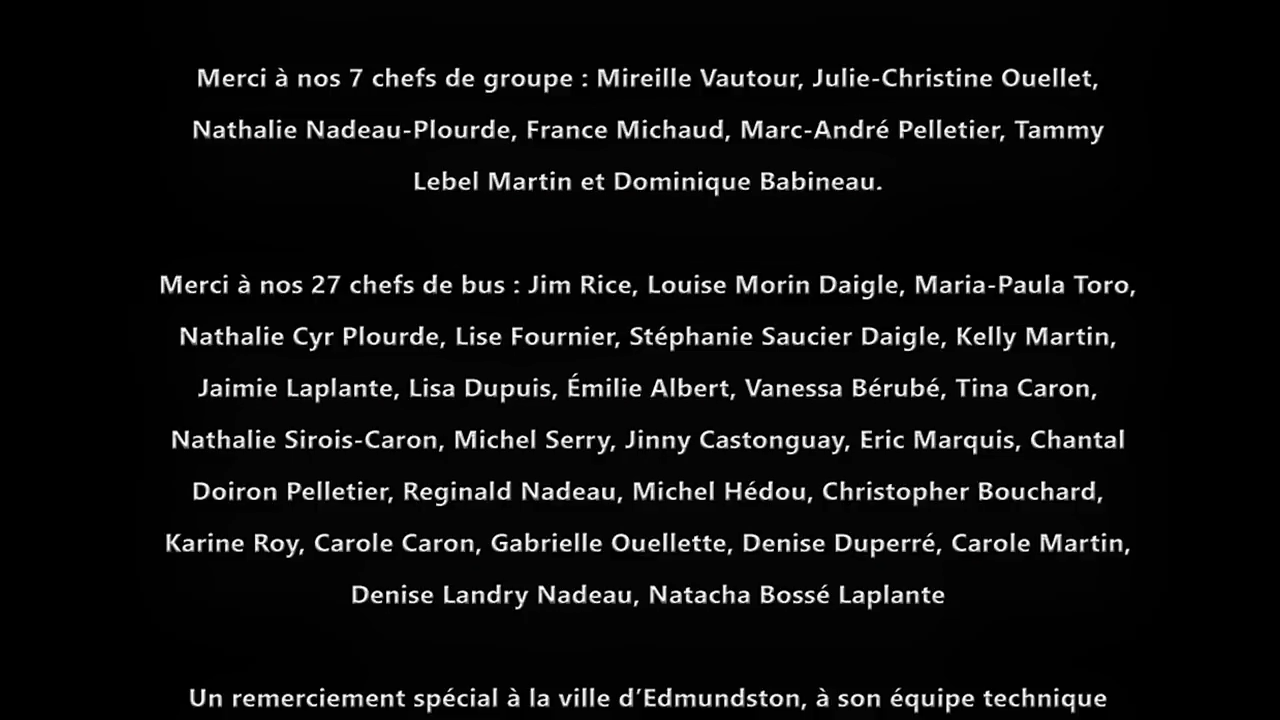 Merci à nos 7 chefs de groupe : Mireille Vautour, Julie-Christine Ouellet,
Nathalie Nadeau-Plourde, France Michaud, Marc-André Pelletier, Tammy
Lebel Martin et Dominique Babineau.
Merci à nos 27 chefs de bus : Jim Rice, Louise Morin Daigle, Maria-Paula Toro,
Nathalie Cyr Plourde, Lise Fournier, Stéphanie Saucier Daigle, Kelly Martin,
Jaimie Laplante, Lisa Dupuis, Émilie Albert, Vanessa Bérubé, Tina Caron,
Nathalie Sirois-Caron, Michel Serry, Jinny Castonguay, Eric Marquis, Chantal
Doiron Pelletier, Reginald Nadeau, Michel Hédou, Christopher Bouchard,
Karine Roy, Carole Caron, Gabrielle Ouellette, Denise Duperré, Carole Martin,
Denise Landry Nadeau, Natacha Bossé Laplante
Un remerciement spécial à la ville d’Edmundston, à son équipe technique